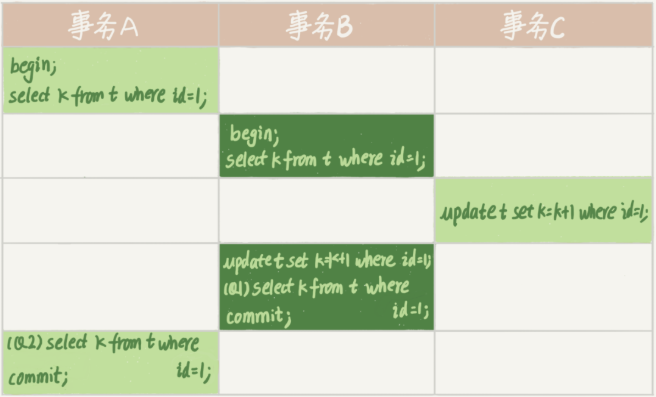 事务A
事务B
事务C
begin;
select k from t where id=1;
begin;
select k from t where id=1;
update t set k=k+1 where id=1;
update t set k=k+1 where id=1;
(Q1) select k from t where
id=1;
commit;
(Q2) select k from t where
id=1;
commit;